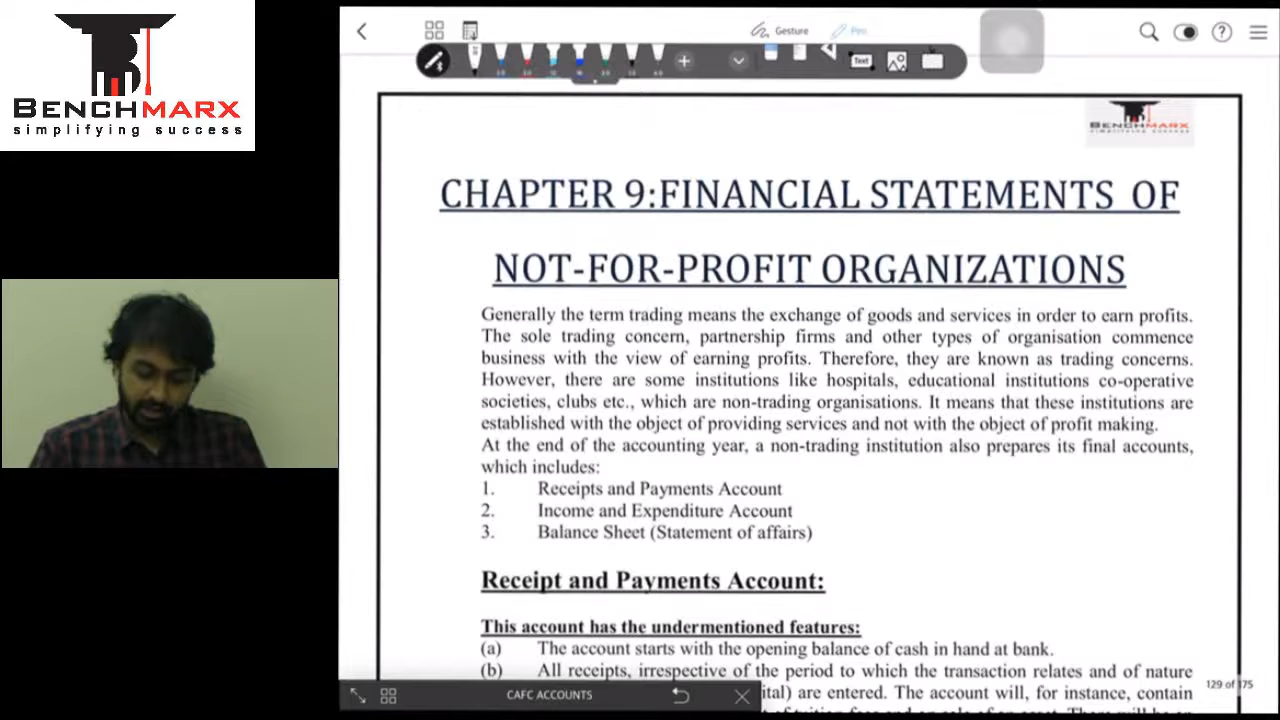 BENCHMARX
simplifying success
Gesture
Pen
Text
BENCHMARX
simplifying success
CHAPTER 9:FINANCIAL STATEMENTS OF
NOT-FOR-PROFIT ORGANIZATIONS
Generally the term trading means the exchange of goods and services in order to earn profits.
The sole trading concern, partnership firms and other types of organisation commence
business with the view of earning profits. Therefore, they are known as trading concerns.
However, there are some institutions like hospitals, educational institutions co-operative
societies, clubs etc., which are non-trading organisations. It means that these institutions are
established with the object of providing services and not with the object of profit making.
At the end of the accounting year, a non-trading institution also prepares its final accounts,
which includes:
1. Receipts and Payments Account
2. Income and Expenditure Account
3. Balance Sheet (Statement of affairs)
Receipt and Payments Account:
This account has the undermentioned features:
(a) The account starts with the opening balance of cash in hand at bank.
(b) All receipts, irrespective of the period to which the transaction relates and of nature
ital) are entered. The account will, for instance, contain
129 of 175
CAFC ACCOUNTS